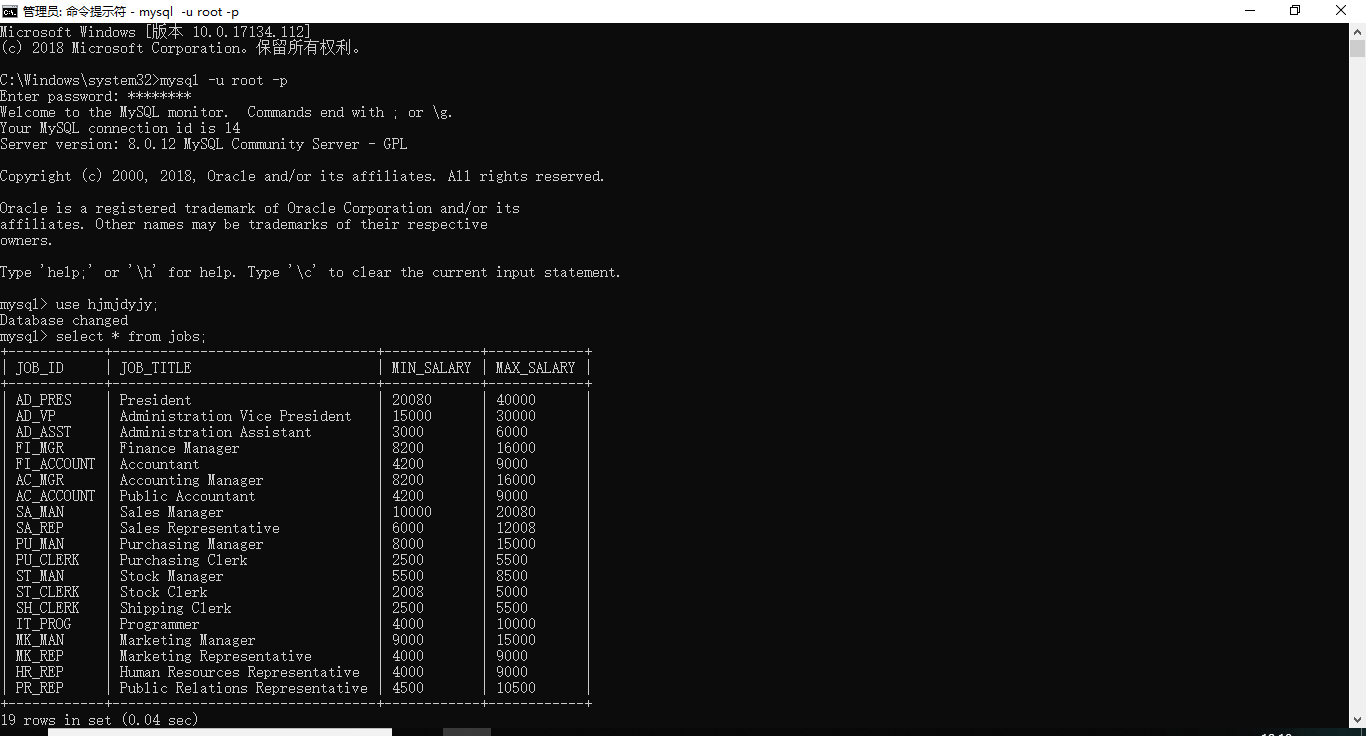 管理员: 命令提示符 - mysql  -u root -p
Microsoft Windows [版本 10.0.17134.112]
(c) 2018 Microsoft Corporation。保留所有权利。
C:\Windows\system32>mysql -u root -p
Enter password: ********
Welcome to the MySQL monitor.  Commands end with ; or \g.
Your MySQL connection id is 14
Server version: 8.0.12 MySQL Community Server - GPL
Copyright (c) 2000, 2018, Oracle and/or its affiliates. All rights reserved.
Oracle is a registered trademark of Oracle Corporation and/or its
affiliates. Other names may be trademarks of their respective
owners.
Type 'help;' or '\h' for help. Type '\c' to clear the current input statement.
mysql> use hjmjdyjy;
Database changed
mysql> select * from jobs;
+------------+---------------------------------+------------+------------+
| JOB_ID     | JOB_TITLE                       | MIN_SALARY | MAX_SALARY |
+------------+---------------------------------+------------+------------+
| AD_PRES    | President                       | 20080      | 40000      |
| AD_VP      | Administration Vice President   | 15000      | 30000      |
| AD_ASST    | Administration Assistant        | 3000       | 6000       |
| FI_MGR     | Finance Manager                 | 8200       | 16000      |
| FI_ACCOUNT | Accountant                      | 4200       | 9000       |
| AC_MGR     | Accounting Manager              | 8200       | 16000      |
| AC_ACCOUNT | Public Accountant               | 4200       | 9000       |
| SA_MAN     | Sales Manager                   | 10000      | 20080      |
| SA_REP     | Sales Representative            | 6000       | 12008      |
| PU_MAN     | Purchasing Manager              | 8000       | 15000      |
| PU_CLERK   | Purchasing Clerk                | 2500       | 5500       |
| ST_MAN     | Stock Manager                   | 5500       | 8500       |
| ST_CLERK   | Stock Clerk                     | 2008       | 5000       |
| SH_CLERK   | Shipping Clerk                  | 2500       | 5500       |
| IT_PROG    | Programmer                      | 4000       | 10000      |
| MK_MAN     | Marketing Manager               | 9000       | 15000      |
| MK_REP     | Marketing Representative        | 4000       | 9000       |
| HR_REP     | Human Resources Representative  | 4000       | 9000       |
| PR_REP     | Public Relations Representative | 4500       | 10500      |
+------------+---------------------------------+------------+------------+
19 rows in set (0.04 sec)